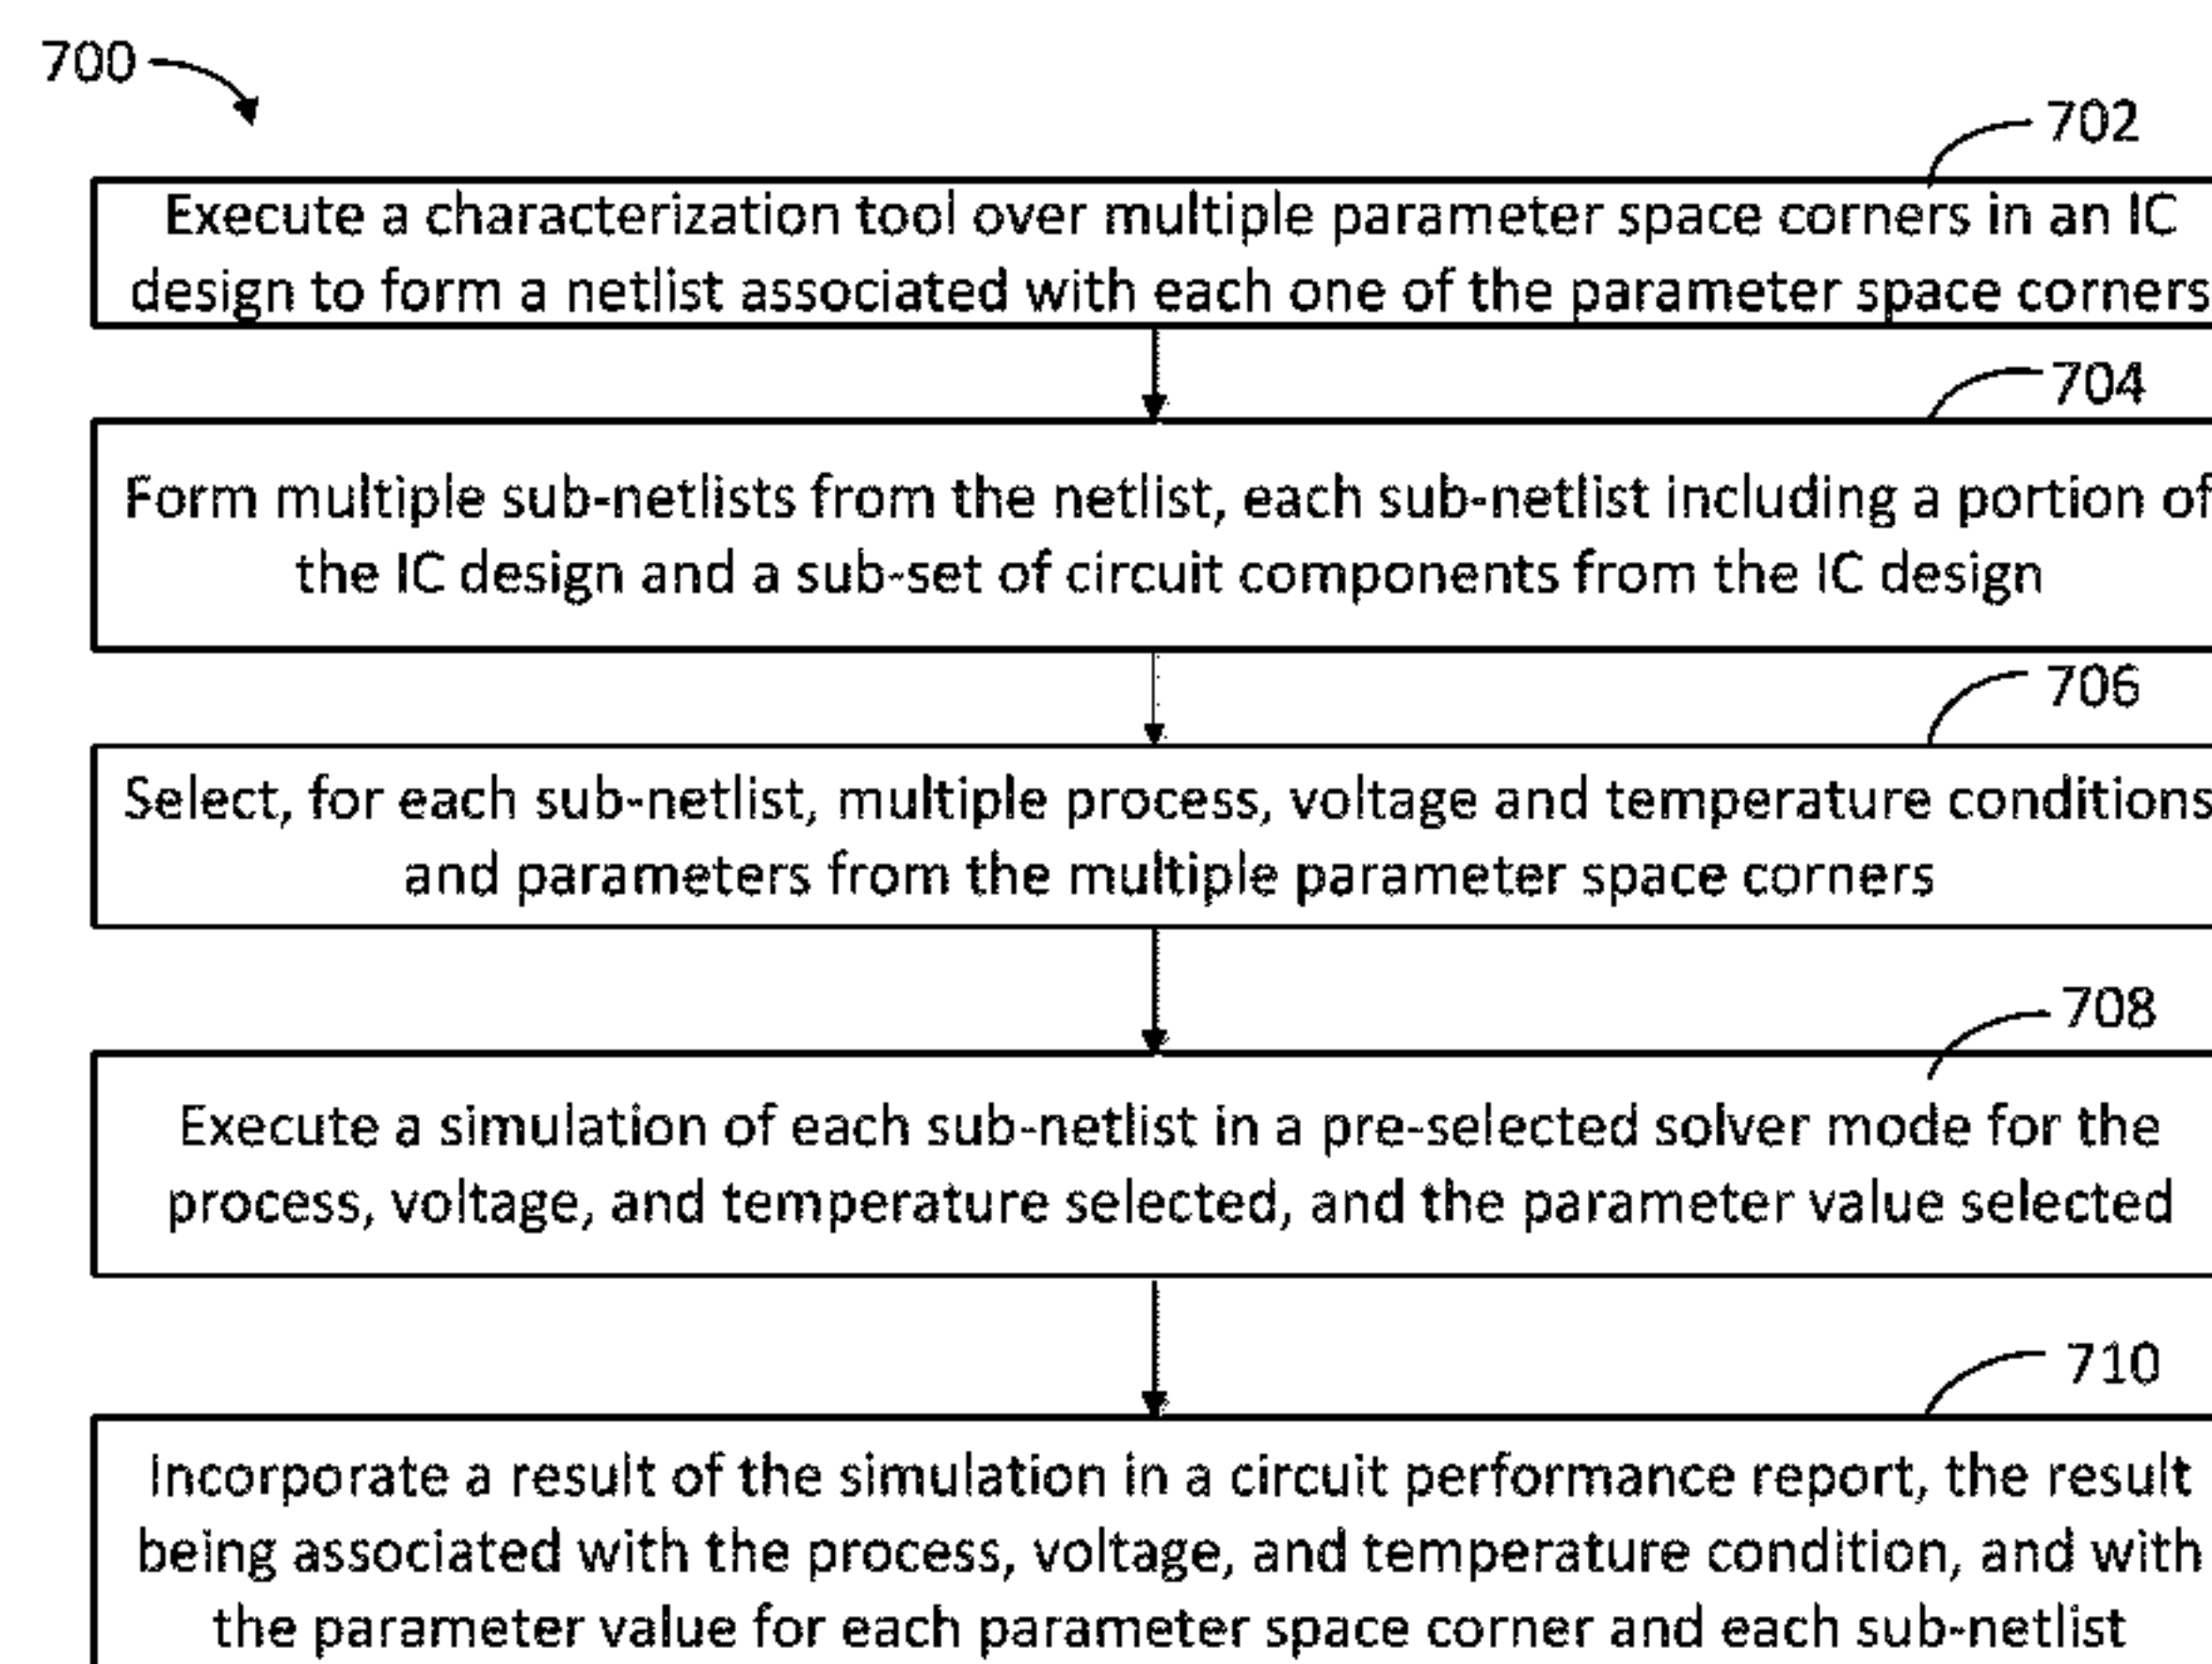 700
702
Execute a characterization tool over multiple parameter space corners in an IC
design to form a netlist associated with each one of the parameter space corners
704
Form multiple sub-netlists from the netlist, each sub-netlist including a portion of
the IC design and a sub-set of circuit components from the IC design
706
Select, for each sub-netlist, multiple process, voltage and temperature conditions
and parameters from the multiple parameter space corners
708
Execute a simulation of each sub-netlist in a pre-selected solver mode for the
process, voltage, and temperature selected, and the parameter value selected
710
Incorporate a result of the simulation in a circuit performance report, the result
being associated with the process, voltage, and temperature condition, and with
the parameter value for each parameter space corner and each sub-netlist